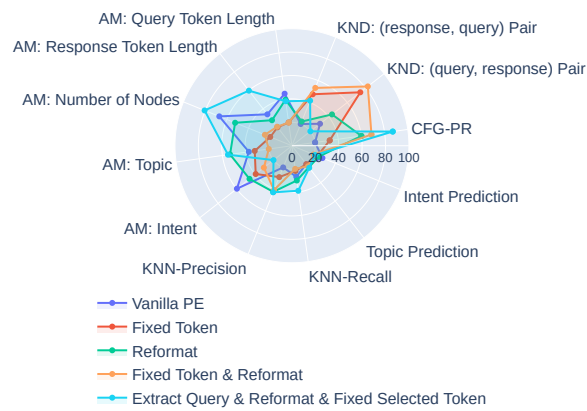 AM: Query Token Length
KND: (response, query) Pair
AM: Response Token Length
KND: (query, response) Pair
AM: Number of Nodes
CFG-PR
0 20 40 60 80 100
AM: Topic
Intent Prediction
AM: Intent
Topic Prediction
KNN-Precision
KNN-Recall
Vanilla PE
Fixed Token
Reformat
Fixed Token & Reformat
Extract Query & Reformat & Fixed Selected Token